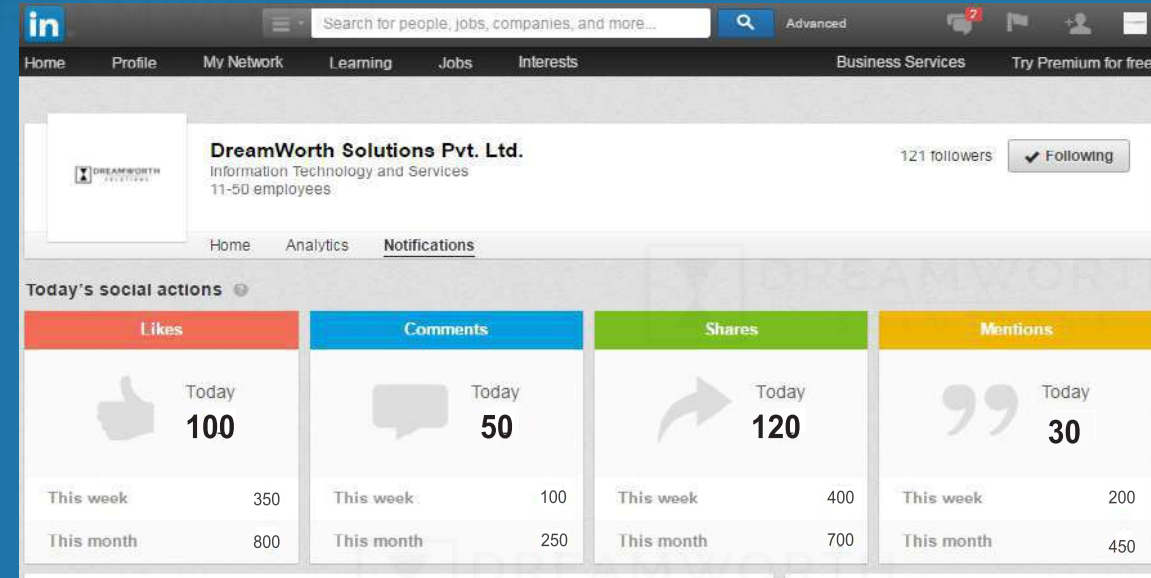 in
Search for people, jobs, companies, and more...
Advanced
2
Home Profile My Network Learning Jobs Interests Business Services Try Premium for free
DREAMWORTH
SOLUTIONS
DreamWorth Solutions Pvt. Ltd.
Information Technology and Services
11-50 employees
121 followers
Following
Home Analytics Notifications
DREAMWORTH
Today's social actions
?
Likes Comments Shares Mentions
Today Today Today Today
100 50 120 30
This week 350 This week 100 This week 400 This week 200
This month 800 This month 250 This month 700 This month 450
DREAMWORTH